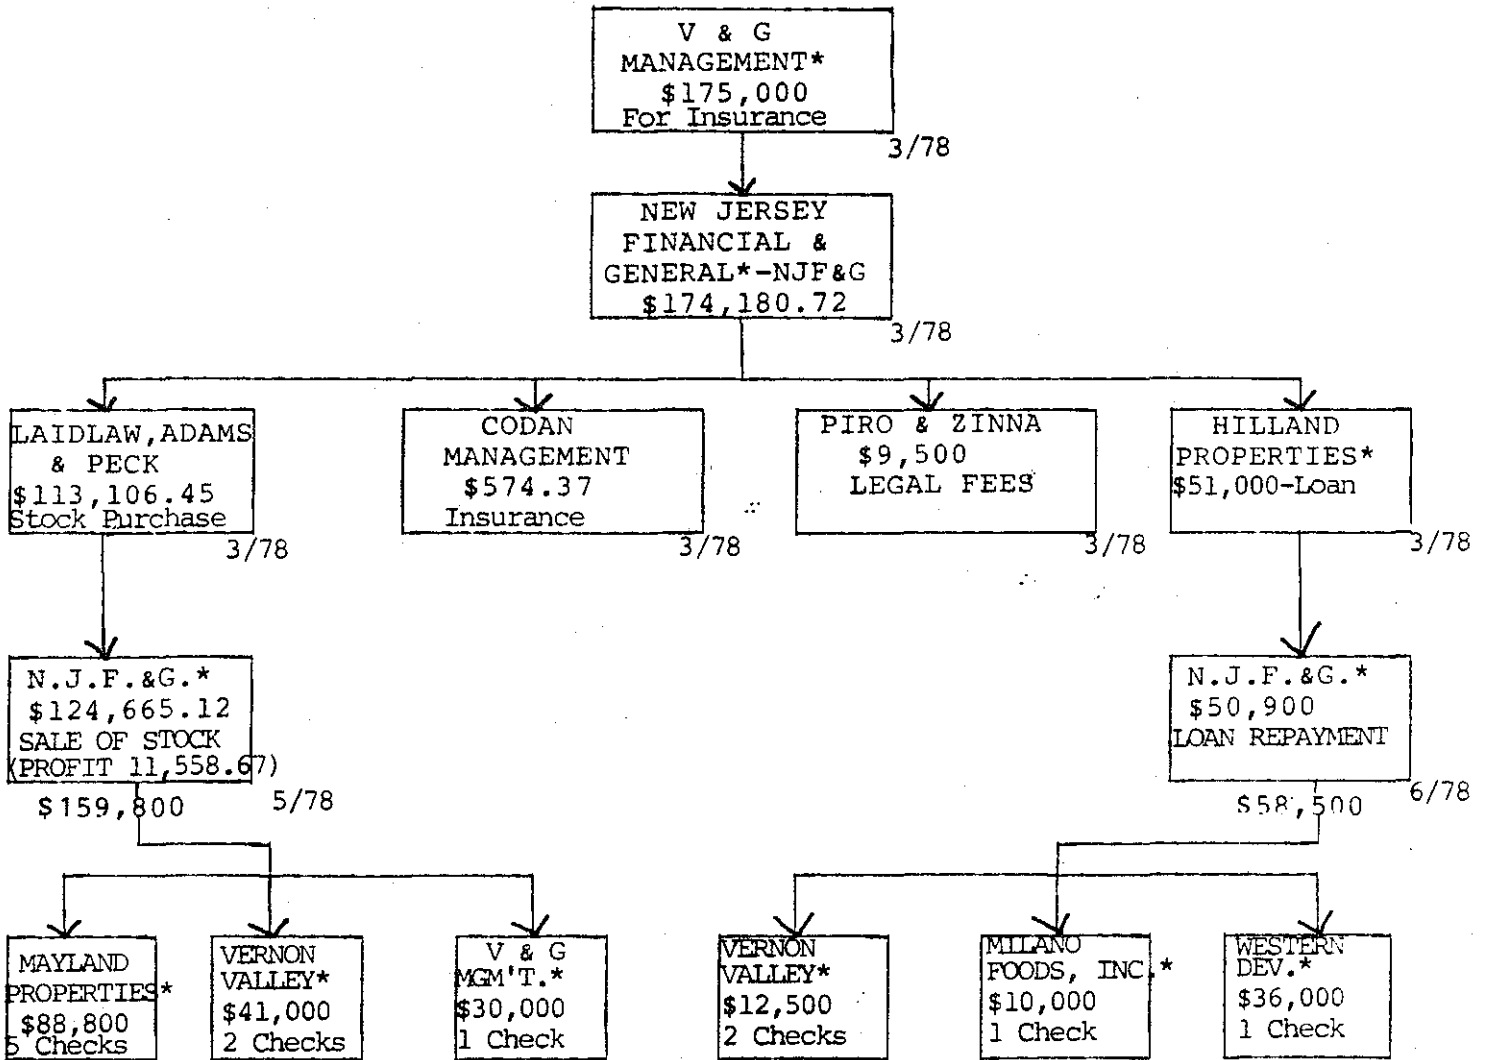 V & G
MANAGEMENT*
$175,000
For Insurance
3/78
NEW JERSEY
FINANCIAL &
GENERAL*-NJF&G
$174,180.72
3/78
LAIDLAW,ADAMS
& PECK
$113,106.45
Stock Purchase
3/78
CODAN
MANAGEMENT
$574.37
Insurance
3/78
PIRO & ZINNA
$9,500
LEGAL FEES
3/78
HILLAND
PROPERTIES*
$51,000-Loan
3/78
N.J.F.&G.*
$124,665.12
SALE OF STOCK
(PROFIT 11,558.67)
5/78
$159,800
N.J.F.&G.*
$50,900
LOAN REPAYMENT
6/78
$58,500
MAYLAND
PROPERTIES*
$88,800
5 Checks
VERNON
VALLEY*
$41,000
2 Checks
V & G
MGM'T.*
$30,000
1 Check
VERNON
VALLEY*
$12,500
2 Checks
MILANO
FOODS, INC.*
$10,000
1 Check
WESTERN
DEV.*
$36,000
1 Check